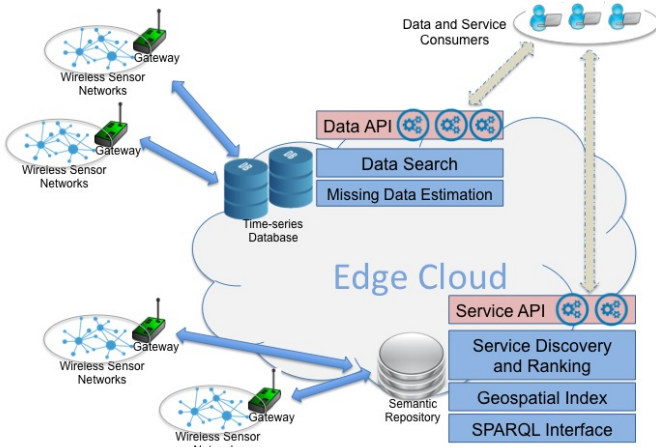 Data and Service
Consumers
Gateway
Wireless Sensor
Networks
Gateway
Wireless Sensor
Networks
Data API
Data Search
Missing Data Estimation
Time-series
Database
Edge Cloud
Service API
Service Discovery
and Ranking
Geospatial Index
SPARQL Interface
Semantic
Repository
Gateway
Wireless Sensor
Networks
Gateway
Wireless Sensor